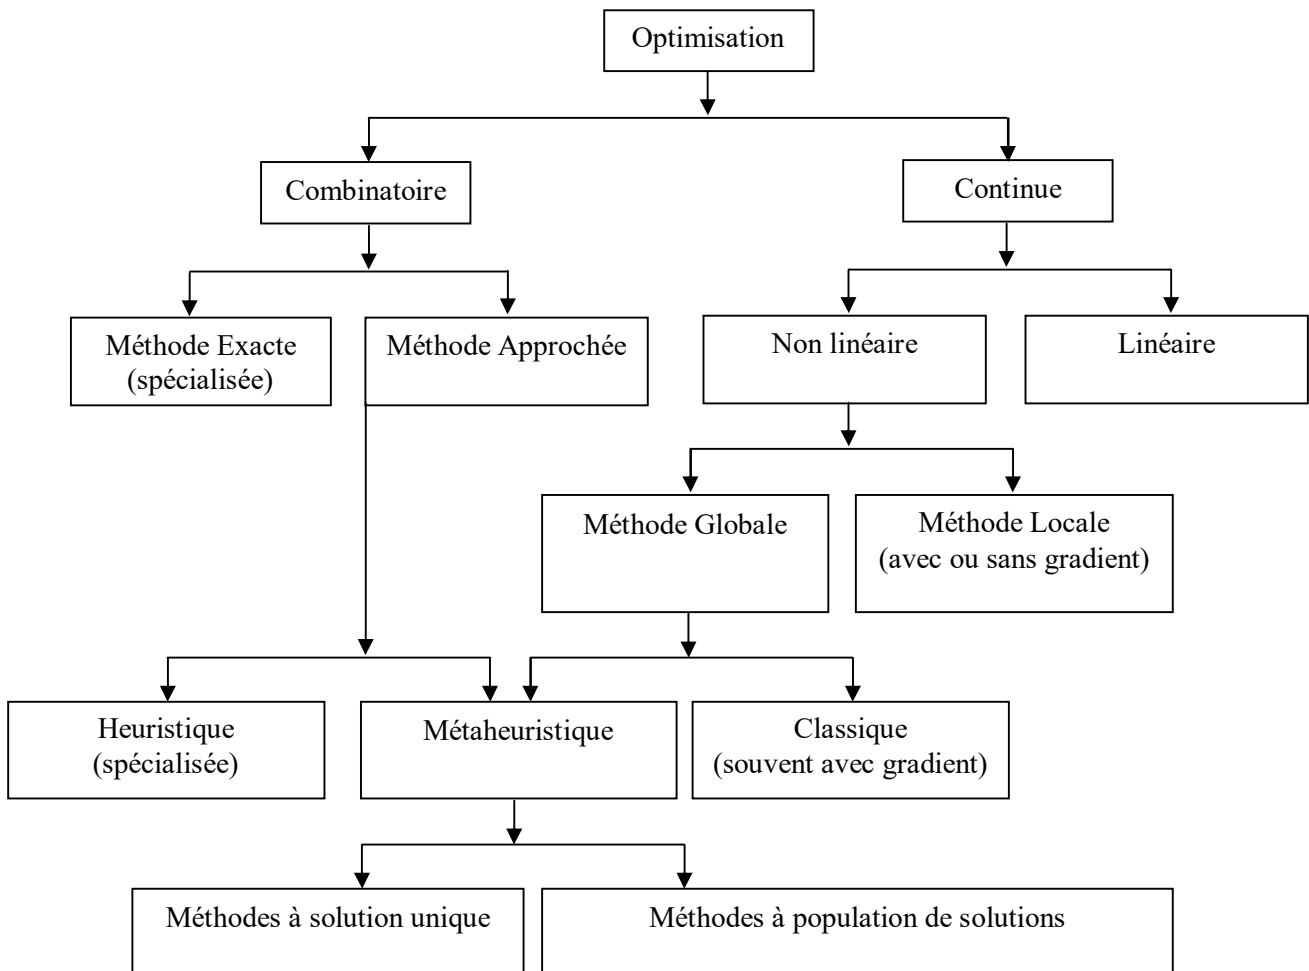 Optimisation
Combinatoire
Continue
Méthode Exacte
(spécialisée)
Méthode Approchée
Non linéaire
Linéaire
Méthode Globale
Méthode Locale
(avec ou sans gradient)
Heuristique
(spécialisée)
Métaheuristique
Classique
(souvent avec gradient)
Méthodes à solution unique
Méthodes à population de solutions